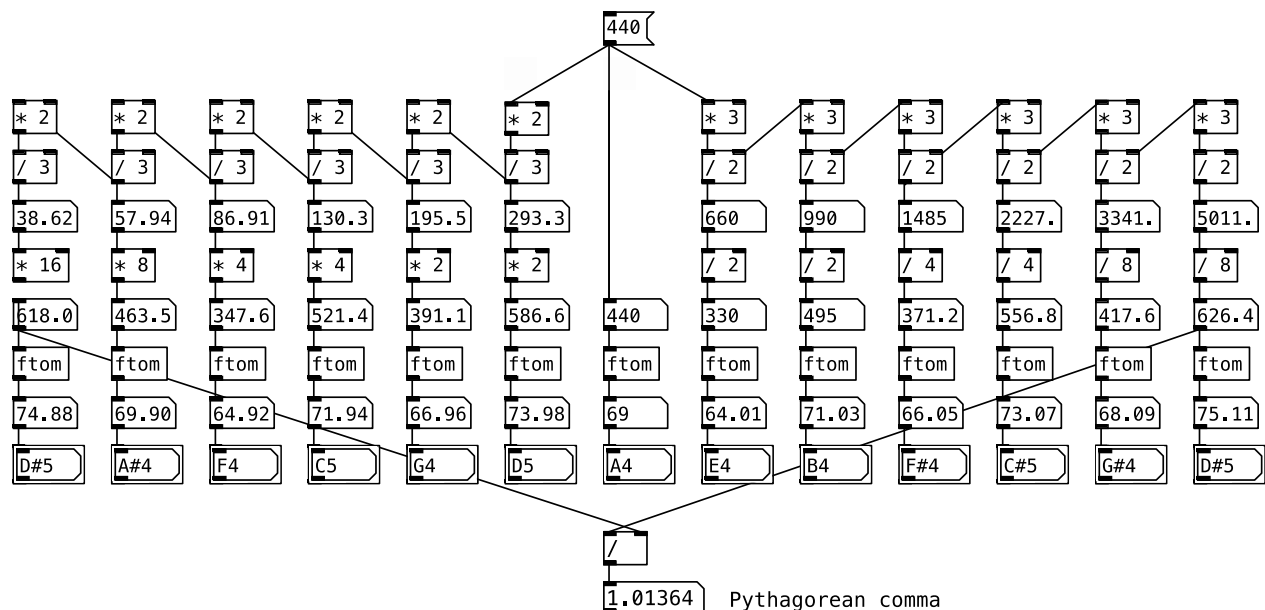 440
* 2 * 2 * 2 * 2 * 2 * 2 * 3 * 3 * 3 * 3 * 3 * 3
/ 3 / 3 / 3 / 3 / 3 / 3 / 2 / 2 / 2 / 2 / 2 / 2
38.62 57.94 86.91 130.3 195.5 293.3 660 990 1485 2227. 3341. 5011.
* 16 * 8 * 4 * 4 * 2 * 2 / 2 / 2 / 4 / 4 / 8 / 8
618.0 463.5 347.6 521.4 391.1 586.6 440 330 495 371.2 556.8 417.6 626.4
ftom ftom ftom ftom ftom ftom ftom ftom ftom ftom ftom ftom ftom
74.88 69.90 64.92 71.94 66.96 73.98 69 64.01 71.03 66.05 73.07 68.09 75.11
D#5 A#4 F4 C5 G4 D5 A4 E4 B4 F#4 C#5 G#4 D#5
/
1.01364 Pythagorean comma